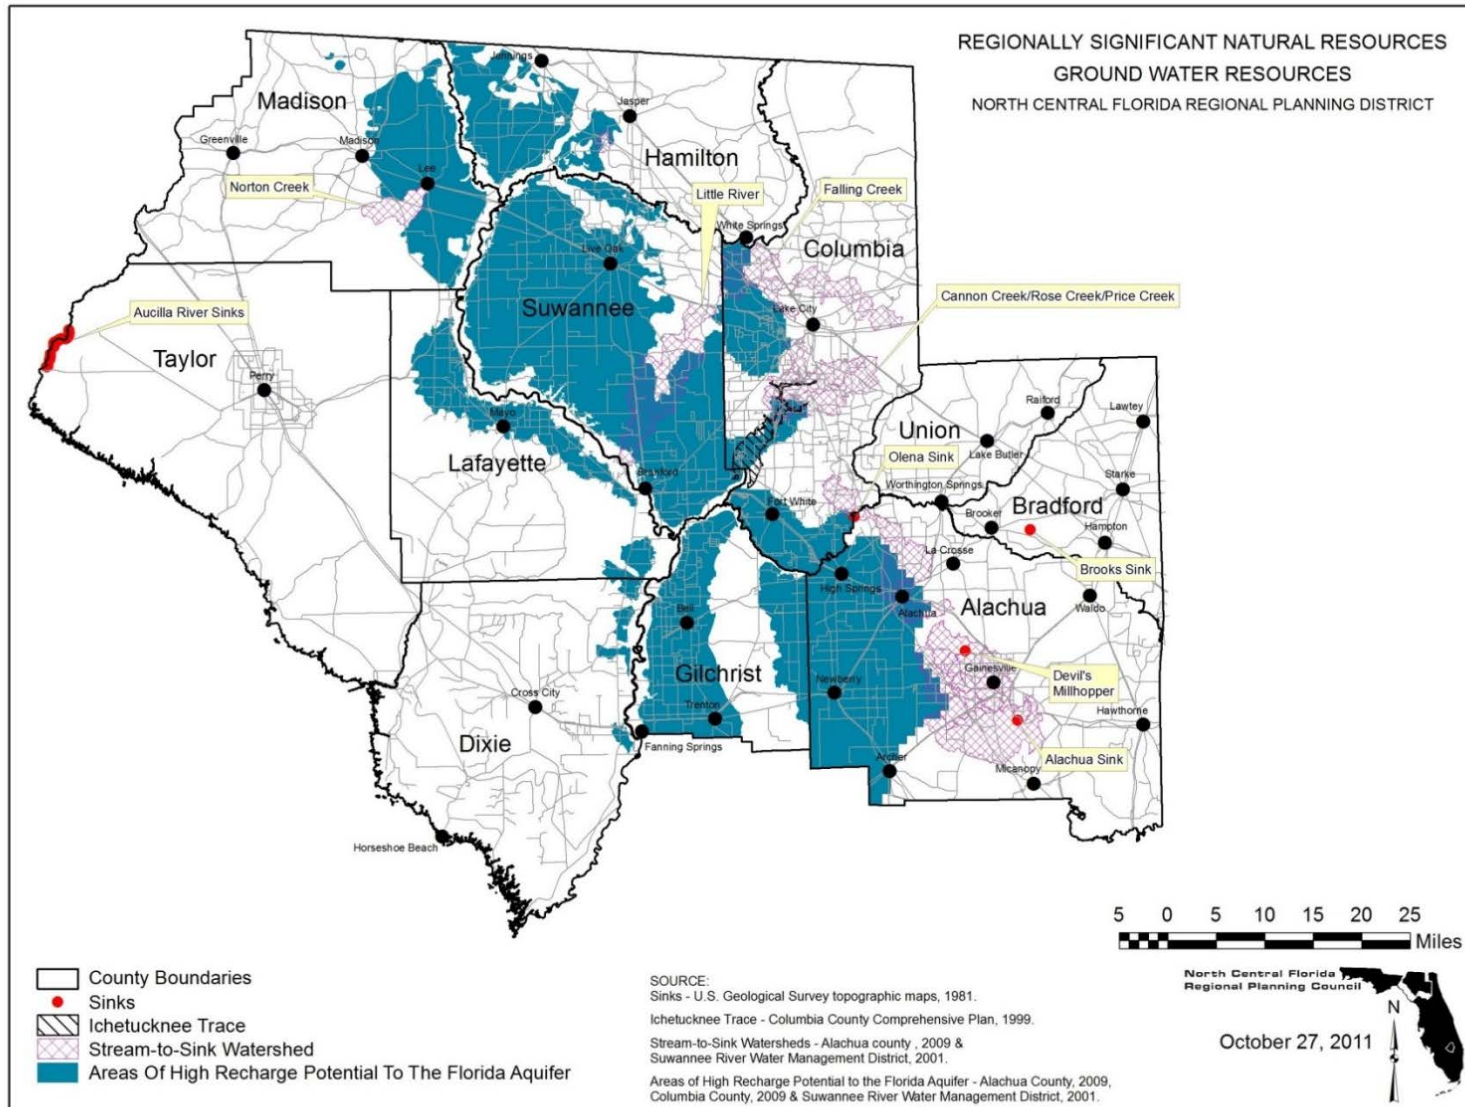 REGIONALLY SIGNIFICANT NATURAL RESOURCES
GROUND WATER RESOURCES
NORTH CENTRAL FLORIDA REGIONAL PLANNING DISTRICT
Jennings
Madison
Jasper
Greenville
Madison
Hamilton
Lee
Norton Creek
Little River
Falling Creek
White Springs
Columbia
Live Oak
Suwannee
Cannon Creek/Rose Creek/Price Creek
Aucilla River Sinks
Lake City
Taylor
Perry
Raiford
Lawtey
Mayo
Union
Lake Butler
Olena Sink
Lafayette
Branford
Starke
Worthington Springs
Fort White
Bradford
Brooker
Hampton
La Crosse
Brooks Sink
High Springs
Alachua
Alachua
Waldo
Bell
Gilchrist
Gainesville
Devil's
Millhopper
Newberry
Cross City
Trenton
Hawthorne
Dixie
Fanning Springs
Archer
Alachua Sink
Micanopy
Horseshoe Beach
5 0 5 10 15 20 25
Miles
County Boundaries
Sinks
Ichetucknee Trace
Stream-to-Sink Watershed
Areas Of High Recharge Potential To The Florida Aquifer
SOURCE:
Sinks - U.S. Geological Survey topographic maps, 1981.
Ichetucknee Trace - Columbia County Comprehensive Plan, 1999.
Stream-to-Sink Watersheds - Alachua county , 2009 &
Suwannee River Water Management District, 2001.
Areas of High Recharge Potential to the Florida Aquifer - Alachua County, 2009,
Columbia County, 2009 & Suwannee River Water Management District, 2001.
North Central Florida
Regional Planning Council
N
October 27, 2011